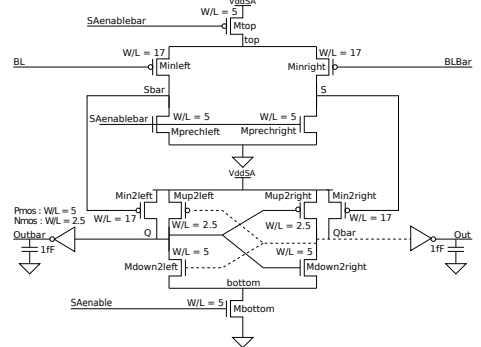 VddSA
W/L = 5
SAenablebar
Mtop
top
W/L = 17
W/L = 17
BL
Minleft
Minright
BLBar
Sbar
S
SAenablebar
W/L = 5
W/L = 5
Mprechleft
Mprechright
VddSA
Min2left
Mup2left
Mup2right
Min2right
Pmos : W/L = 5
Nmos : W/L = 2.5
W/L = 17
W/L = 2.5
W/L = 2.5
W/L = 17
Outbar
Q
Qbar
Out
1fF
W/L = 5
W/L = 5
1fF
Mdown2left
Mdown2right
bottom
SAenable
W/L = 5
Mbottom